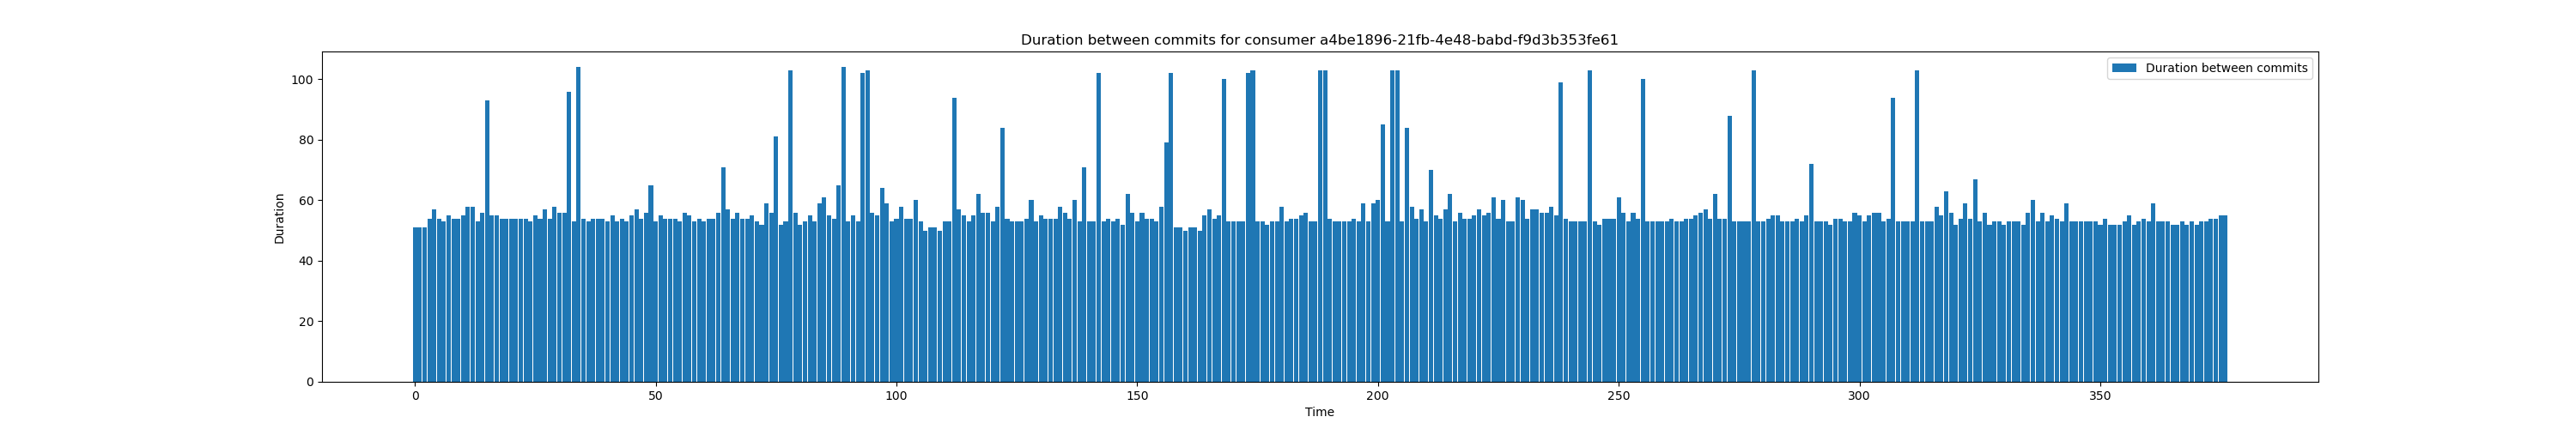 Duration between commits for consumer a4be1896-21fb-4e48-babd-f9d3b353fe61
Duration between commits
100
80
60
40
20
0
Duration
0 50 100 150 200 250 300 350
Time